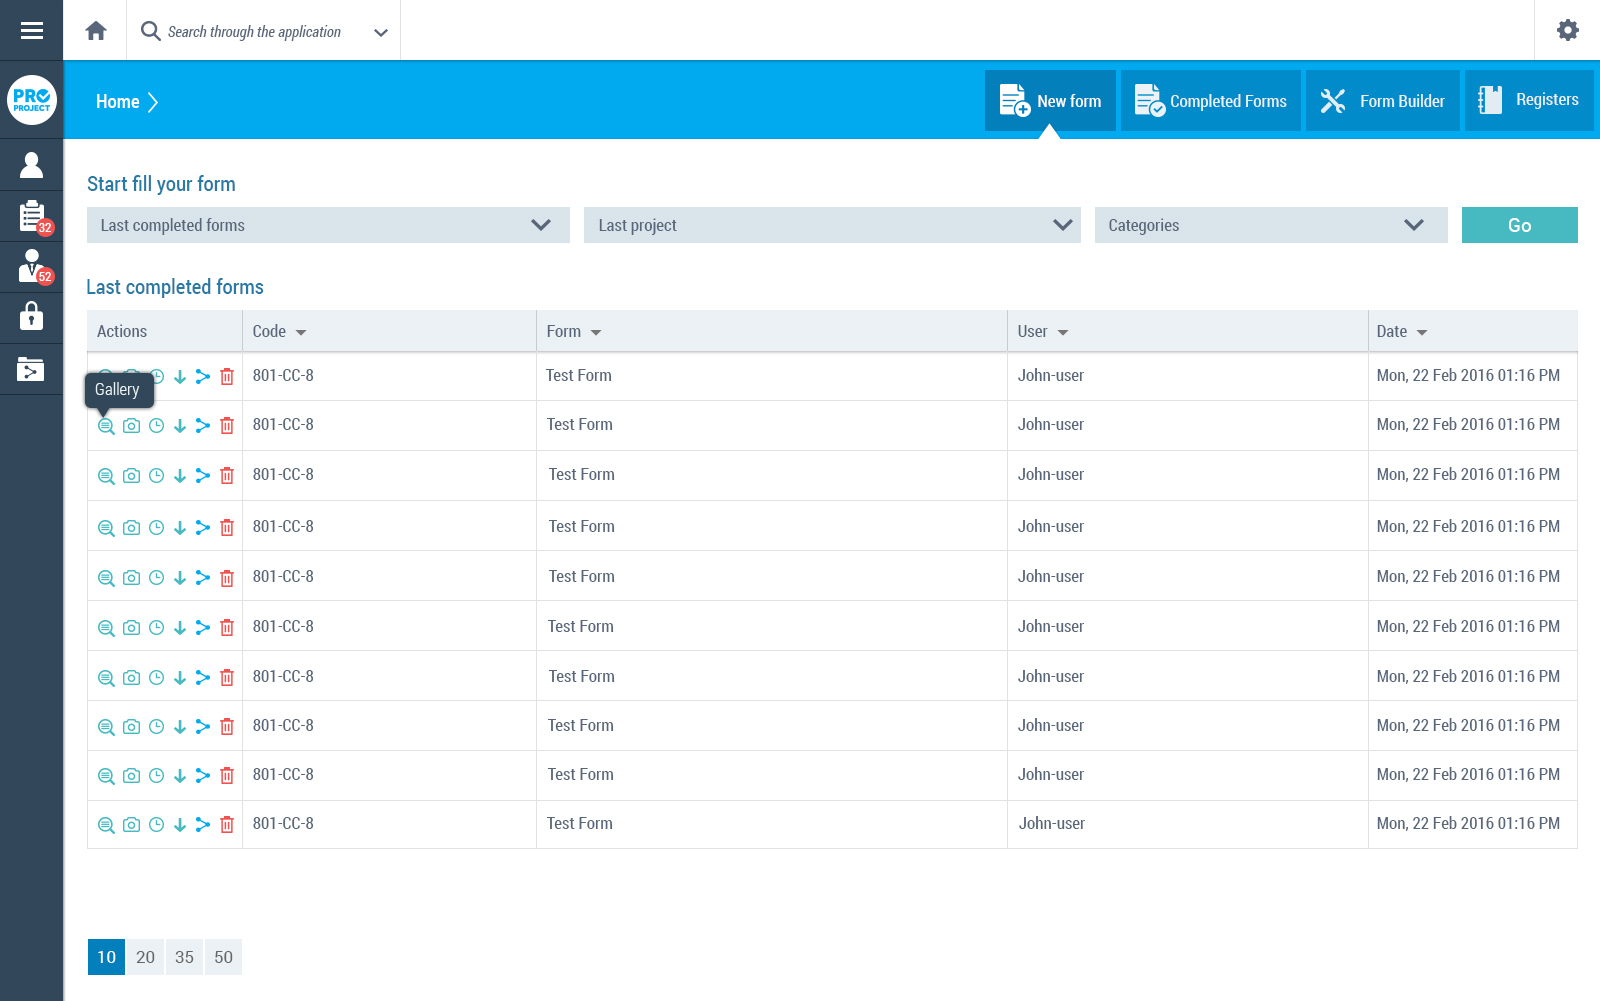 Search through the application
PRO
PROJECT
Home
New form
Completed Forms
Form Builder
Registers
32
52
Start fill your form
Last completed forms
Last project
Categories
Go
Last completed forms
Actions Code Form User Date
801-CC-8 Test Form John-user Mon, 22 Feb 2016 01:16 PM
Gallery
801-CC-8 Test Form John-user Mon, 22 Feb 2016 01:16 PM
801-CC-8 Test Form John-user Mon, 22 Feb 2016 01:16 PM
801-CC-8 Test Form John-user Mon, 22 Feb 2016 01:16 PM
801-CC-8 Test Form John-user Mon, 22 Feb 2016 01:16 PM
801-CC-8 Test Form John-user Mon, 22 Feb 2016 01:16 PM
801-CC-8 Test Form John-user Mon, 22 Feb 2016 01:16 PM
801-CC-8 Test Form John-user Mon, 22 Feb 2016 01:16 PM
801-CC-8 Test Form John-user Mon, 22 Feb 2016 01:16 PM
801-CC-8 Test Form John-user Mon, 22 Feb 2016 01:16 PM
10 20 35 50